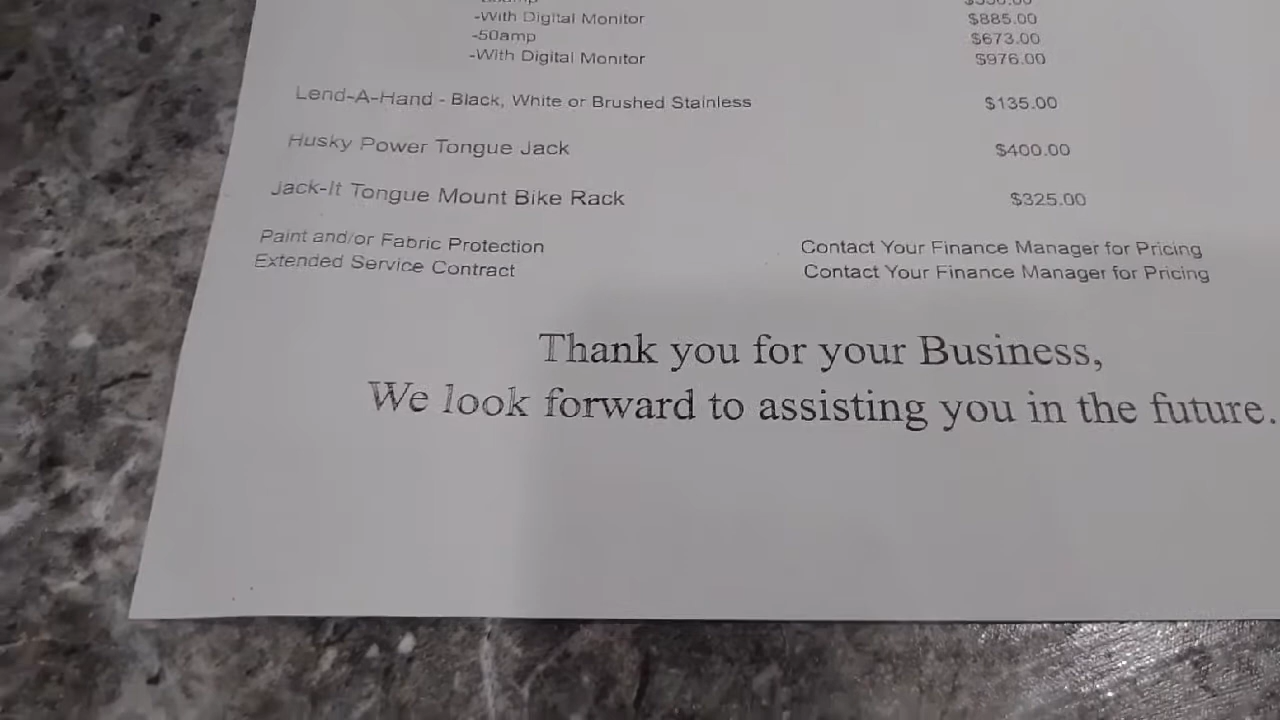 -With Digital Monitor $885.00
-50amp $673.00
-With Digital Monitor $976.00
Lend-A-Hand - Black, White or Brushed Stainless $135.00
Husky Power Tongue Jack $400.00
Jack-It Tongue Mount Bike Rack $325.00
Paint and/or Fabric Protection Contact Your Finance Manager for Pricing
Extended Service Contract Contact Your Finance Manager for Pricing
Thank you for your Business,
We look forward to assisting you in the future.